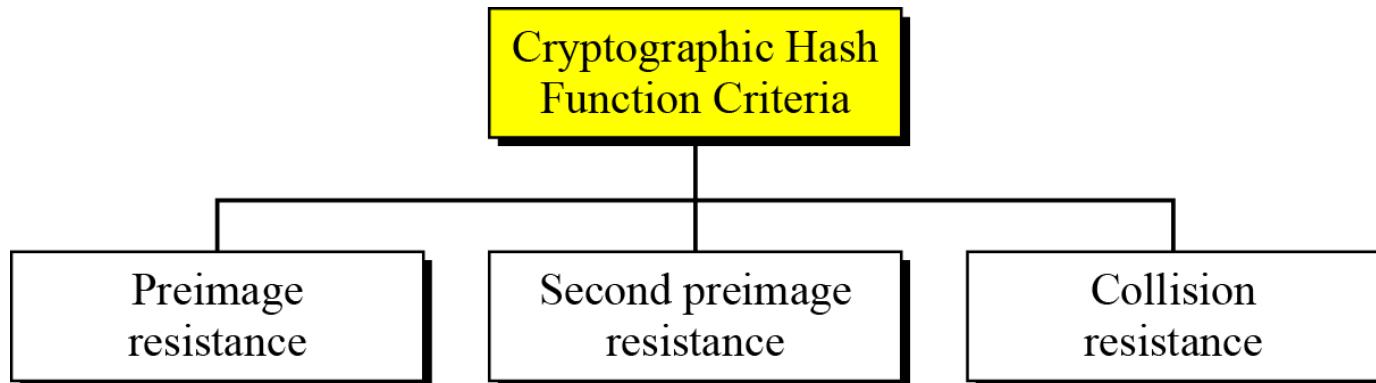 Cryptographic Hash
Function Criteria
Preimage
resistance
Second preimage
resistance
Collision
resistance